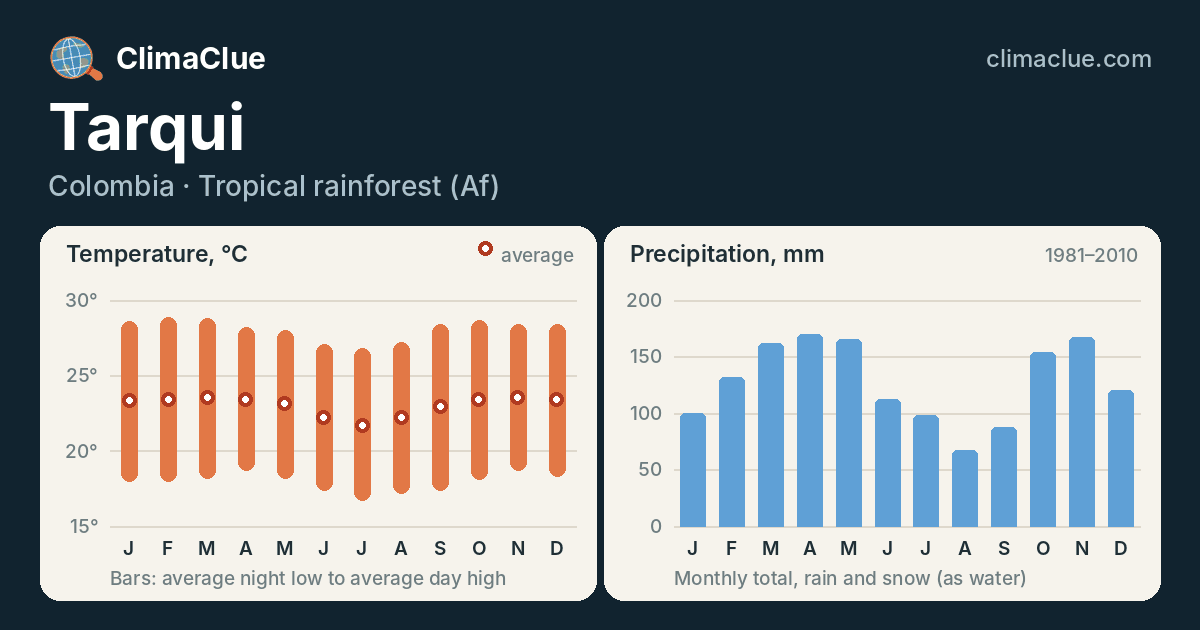 ClimaClue
climaclue.com
Tarqui
Colombia · Tropical rainforest (Af)
Temperature, °C
average
30°
25°
20°
15°
J F M A M J J A S O N D
Bars: average night low to average day high
Precipitation, mm
1981–2010
200
150
100
50
0
J F M A M J J A S O N D
Monthly total, rain and snow (as water)